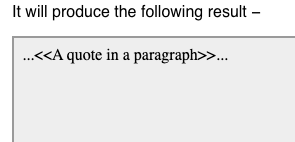 It will produce the following result –
...<<A quote in a paragraph>>...